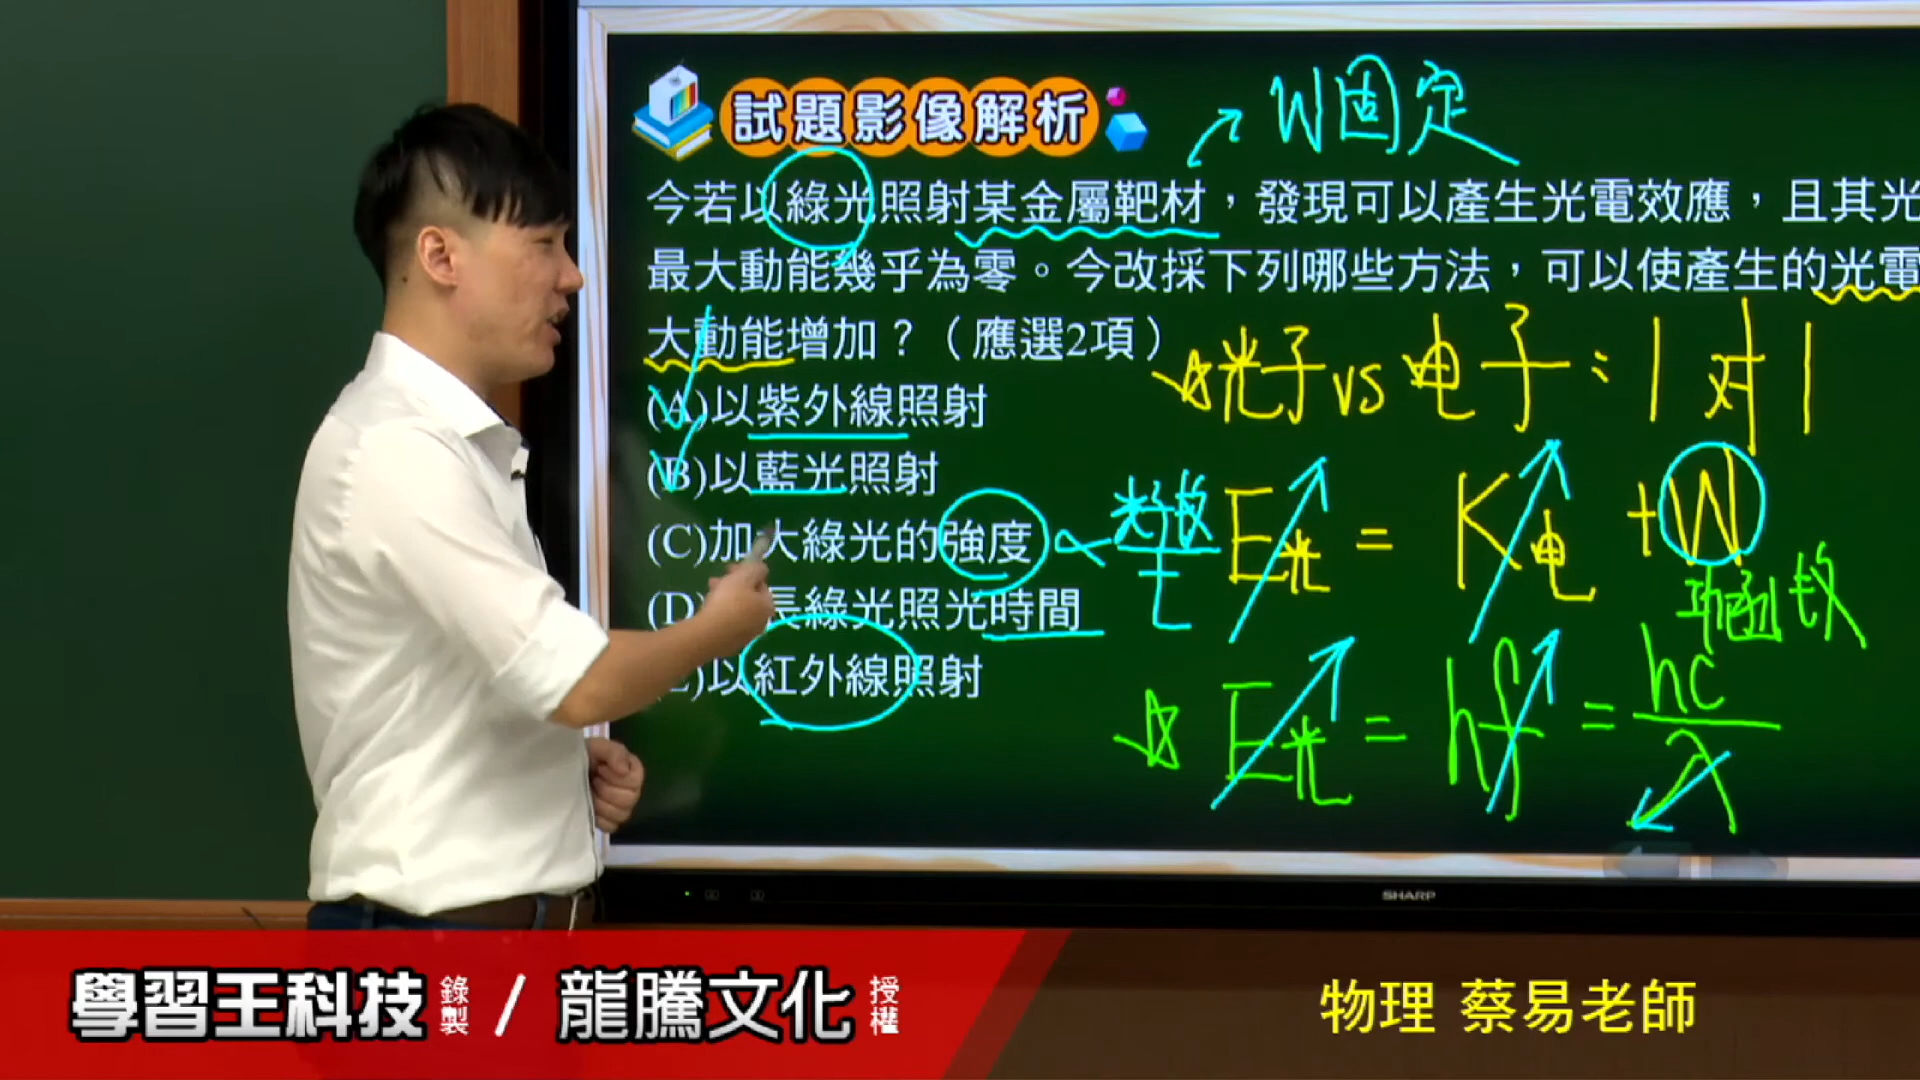 試題影像解析
W固定
今若以綠光照射某金屬靶材，發現可以產生光電效應，且其光
最大動能幾乎為零。今改採下列哪些方法，可以使產生的光電
大動能增加？（應選2項）
☆光子vs电子：1对1
(A)以紫外線照射
(B)以藍光照射
(C)加大綠光的強度 ∝ 光子數/t
E光 = K电 + W
功函数
(D)長綠光照光時間
)以紅外線照射
☆E光 = hf = hc/λ
SHARP
學習王科技 錄製 / 龍騰文化 授權
物理 蔡易老師